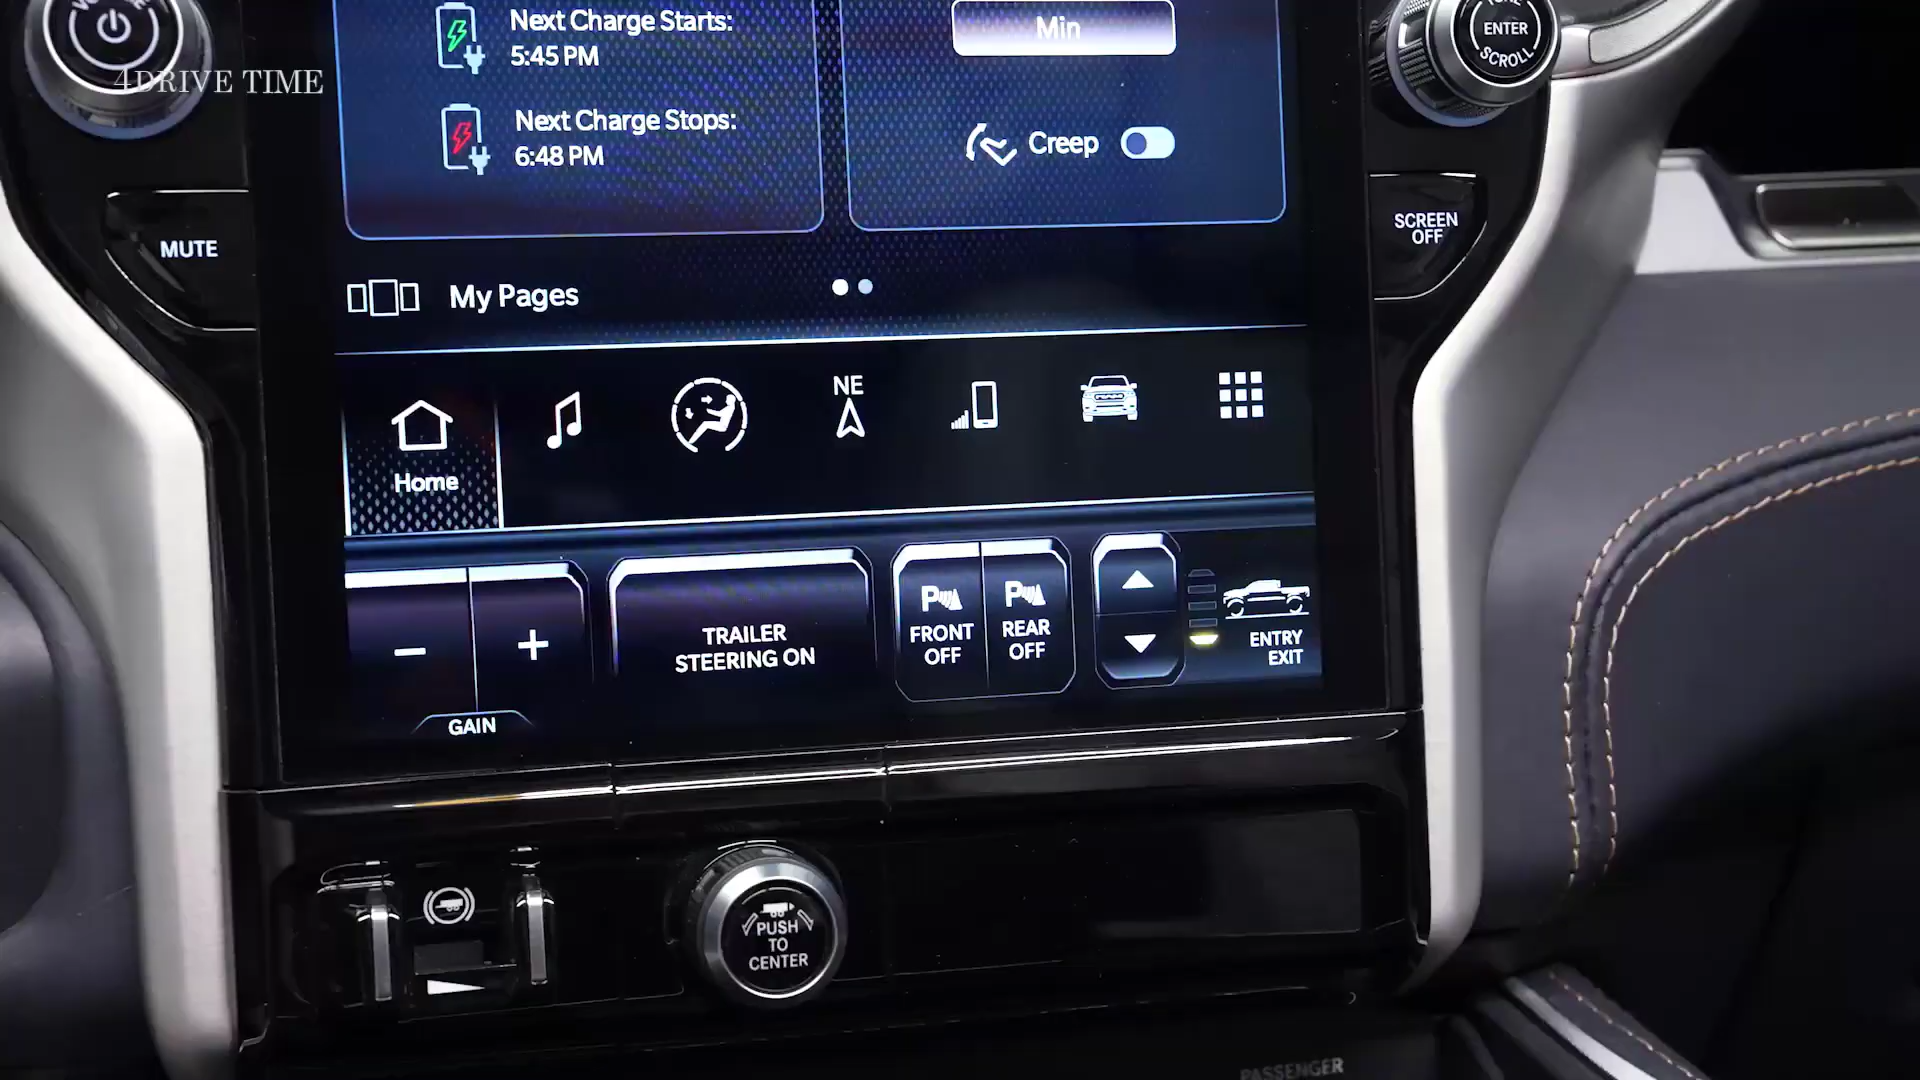 VOLUME
4DRIVE TIME
MUTE
Next Charge Starts:
5:45 PM
Next Charge Stops:
6:48 PM
Min
Creep
TUNE
ENTER
SCROLL
SCREEN
OFF
My Pages
Home
NE
GAIN
TRAILER
STEERING ON
P
FRONT
OFF
P
REAR
OFF
ENTRY
EXIT
PUSH
TO
CENTER
PASSENGER